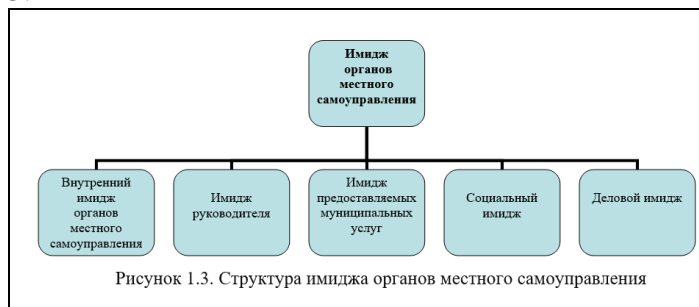 Имидж
органов
местного
самоуправления
Внутренний
имидж
органов
местного
самоуправления
Имидж
руководителя
Имидж
предоставляемых
муниципальных
услуг
Социальный
имидж
Деловой имидж
Рисунок 1.3. Структура имиджа органов местного самоуправления